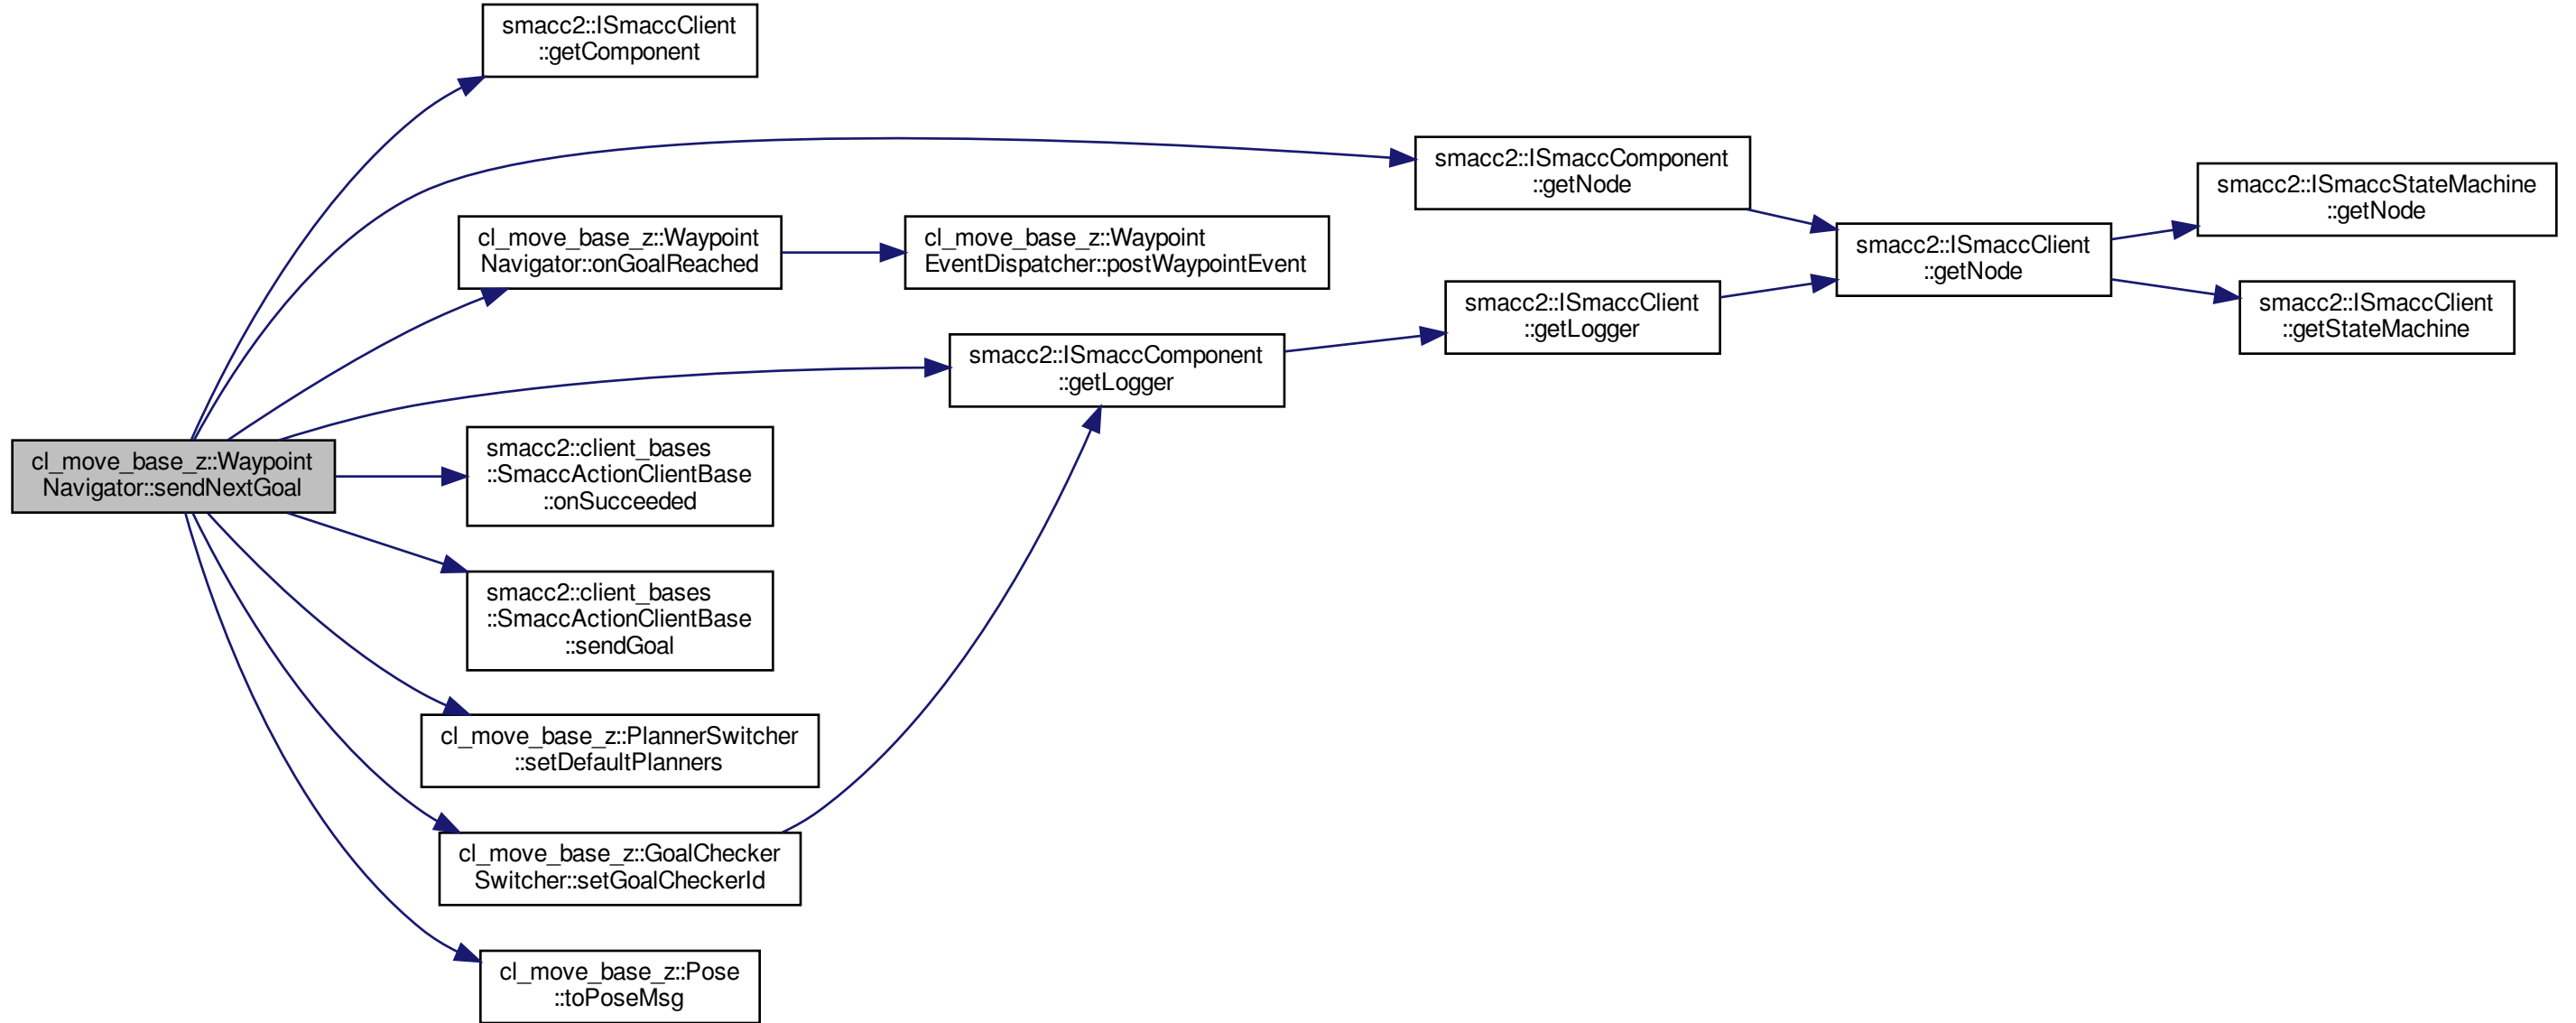 smacc2::ISmaccClient
::getComponent
smacc2::ISmaccComponent
::getNode
smacc2::ISmaccStateMachine
::getNode
cl_move_base_z::Waypoint
Navigator::onGoalReached
cl_move_base_z::Waypoint
EventDispatcher::postWaypointEvent
smacc2::ISmaccClient
::getNode
smacc2::ISmaccClient
::getLogger
smacc2::ISmaccClient
::getStateMachine
smacc2::ISmaccComponent
::getLogger
cl_move_base_z::Waypoint
Navigator::sendNextGoal
smacc2::client_bases
::SmaccActionClientBase
::onSucceeded
smacc2::client_bases
::SmaccActionClientBase
::sendGoal
cl_move_base_z::PlannerSwitcher
::setDefaultPlanners
cl_move_base_z::GoalChecker
Switcher::setGoalCheckerId
cl_move_base_z::Pose
::toPoseMsg